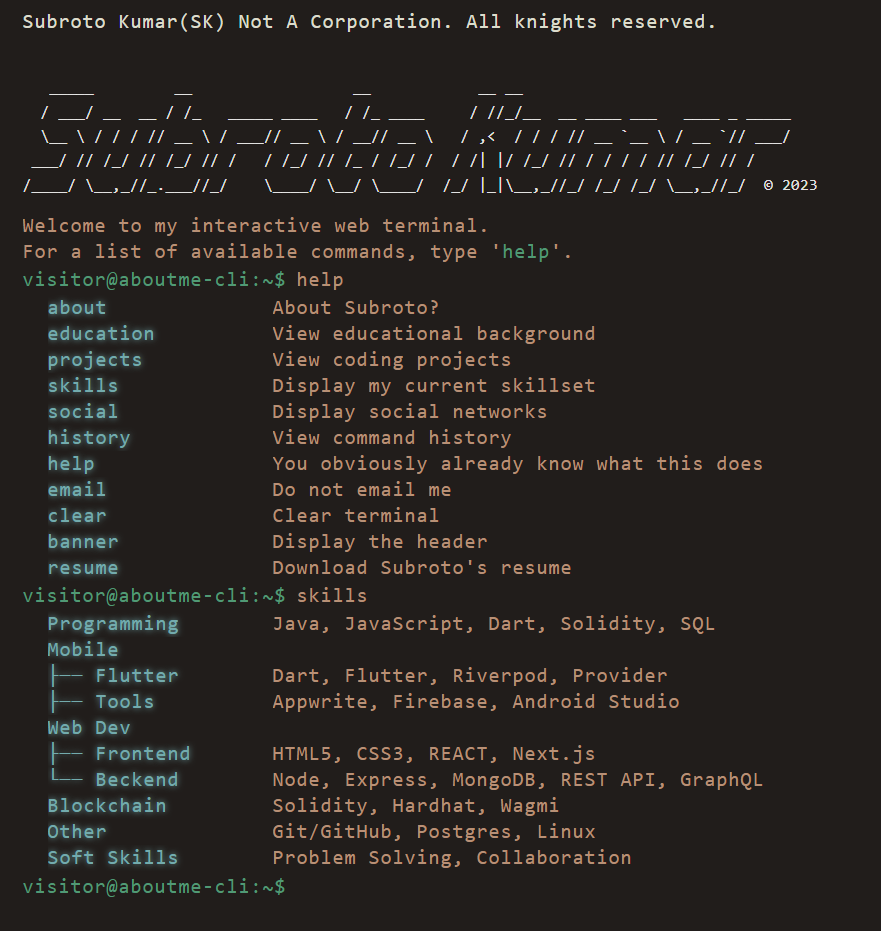 Subroto Kumar(SK) Not A Corporation. All knights reserved.
Subroto Kumar © 2023
Welcome to my interactive web terminal.
For a list of available commands, type 'help'.
visitor@aboutme-cli:~$ help
about About Subroto?
education View educational background
projects View coding projects
skills Display my current skillset
social Display social networks
history View command history
help You obviously already know what this does
email Do not email me
clear Clear terminal
banner Display the header
resume Download Subroto's resume
visitor@aboutme-cli:~$ skills
Programming Java, JavaScript, Dart, Solidity, SQL
Mobile
├── Flutter Dart, Flutter, Riverpod, Provider
├── Tools Appwrite, Firebase, Android Studio
Web Dev
├── Frontend HTML5, CSS3, REACT, Next.js
└── Beckend Node, Express, MongoDB, REST API, GraphQL
Blockchain Solidity, Hardhat, Wagmi
Other Git/GitHub, Postgres, Linux
Soft Skills Problem Solving, Collaboration
visitor@aboutme-cli:~$